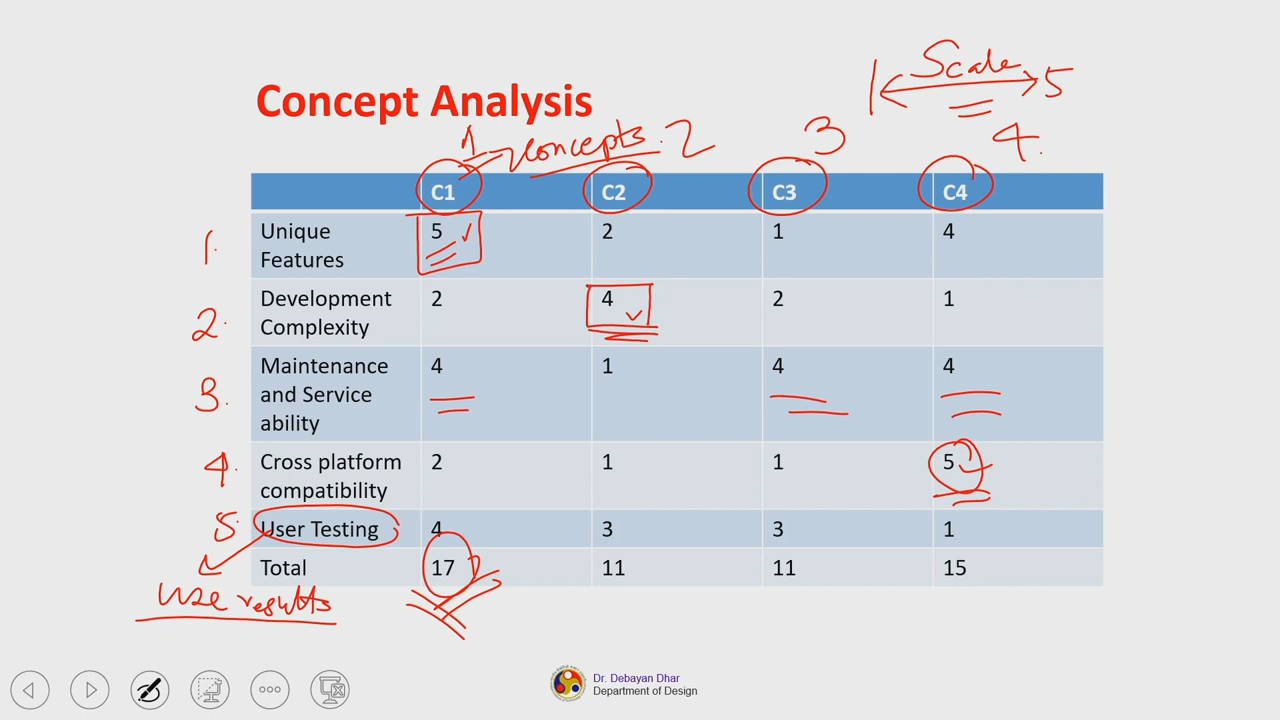 Scale
1 5
Concept Analysis
1 concepts. 2 3 4.
C1 C2 C3 C4
1. Unique Features 5 2 1 4
2. Development Complexity 2 4 2 1
3. Maintenance and Service ability 4 1 4 4
4. Cross platform compatibility 2 1 1 5
5. User Testing 4 3 3 1
Total 17 11 11 15
use results
Dr. Debayan Dhar
Department of Design